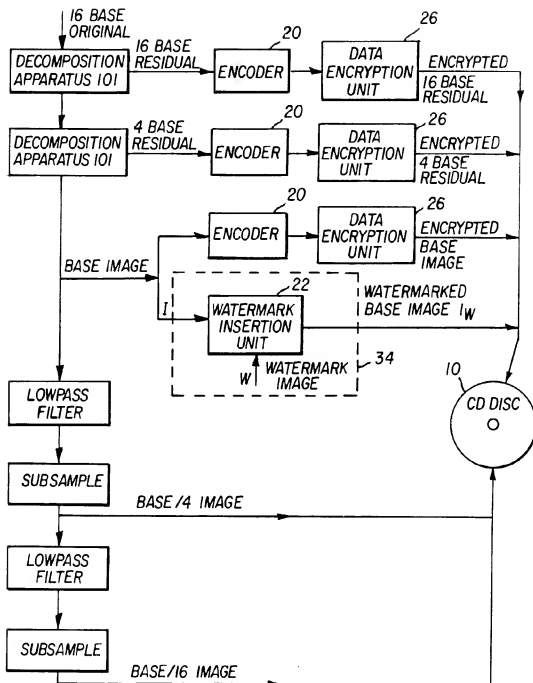 16 BASE
ORIGINAL
DECOMPOSITION
APPARATUS 101
16 BASE
RESIDUAL
20
ENCODER
26
DATA
ENCRYPTION
UNIT
ENCRYPTED
16 BASE
RESIDUAL
DECOMPOSITION
APPARATUS 101
4 BASE
RESIDUAL
20
ENCODER
26
DATA
ENCRYPTION
UNIT
ENCRYPTED
4 BASE
RESIDUAL
20
ENCODER
26
DATA
ENCRYPTION
UNIT
ENCRYPTED
BASE
IMAGE
BASE IMAGE
I
22
WATERMARK
INSERTION
UNIT
WATERMARKED
BASE IMAGE IW
W
WATERMARK
IMAGE
34
10
CD DISC
LOWPASS
FILTER
SUBSAMPLE
BASE/4 IMAGE
LOWPASS
FILTER
SUBSAMPLE
BASE/16 IMAGE